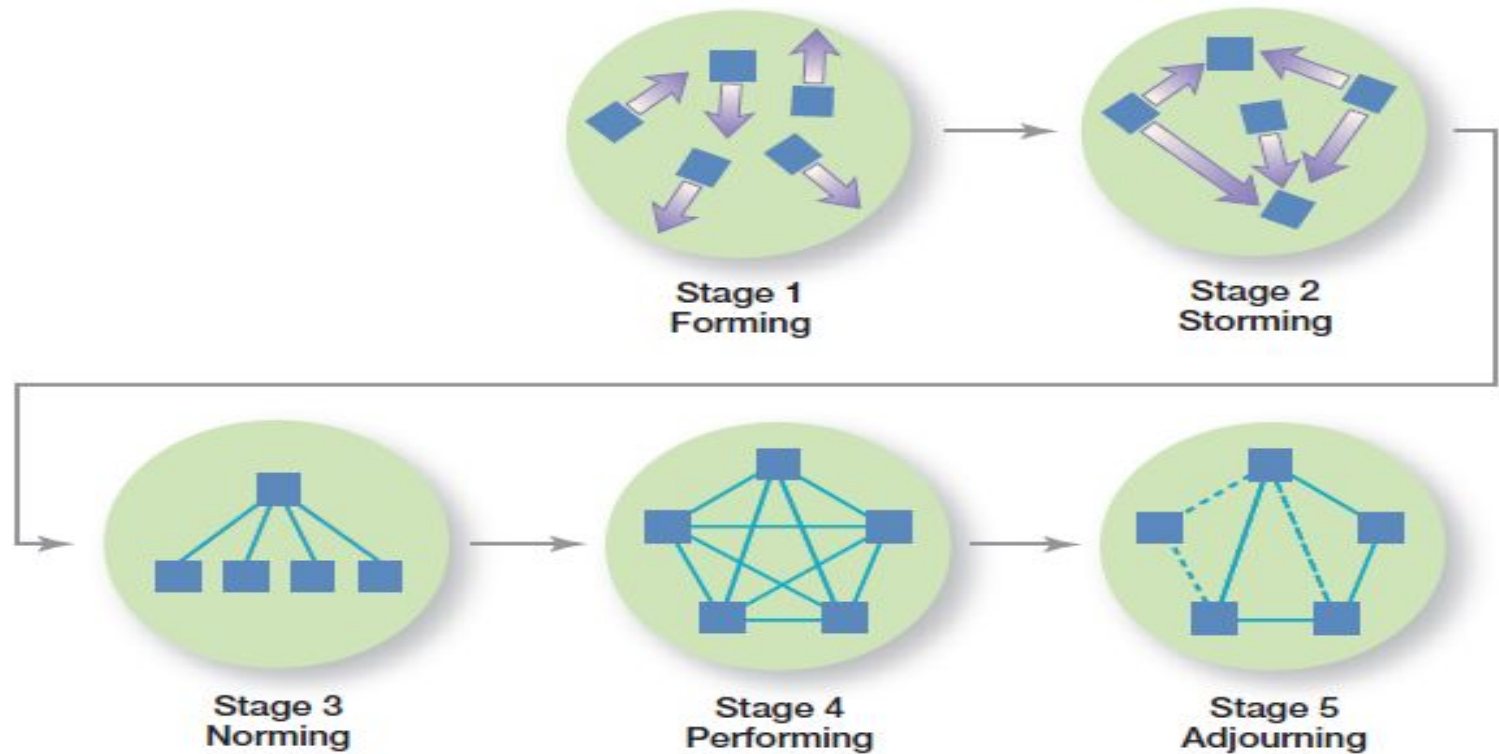 Stage 1
Forming
Stage 2
Storming
Stage 3
Norming
Stage 4
Performing
Stage 5
Adjourning